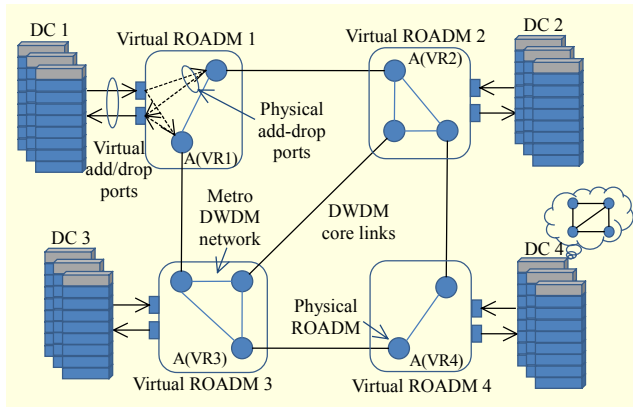 DC 1
Virtual ROADM 1
Virtual ROADM 2
DC 2
A(VR2)
Physical
add-drop
ports
A(VR1)
Virtual
add/drop
ports
Metro
DWDM
network
DWDM
core links
DC 3
DC 4
Physical
ROADM
A(VR3)
A(VR4)
Virtual ROADM 3
Virtual ROADM 4